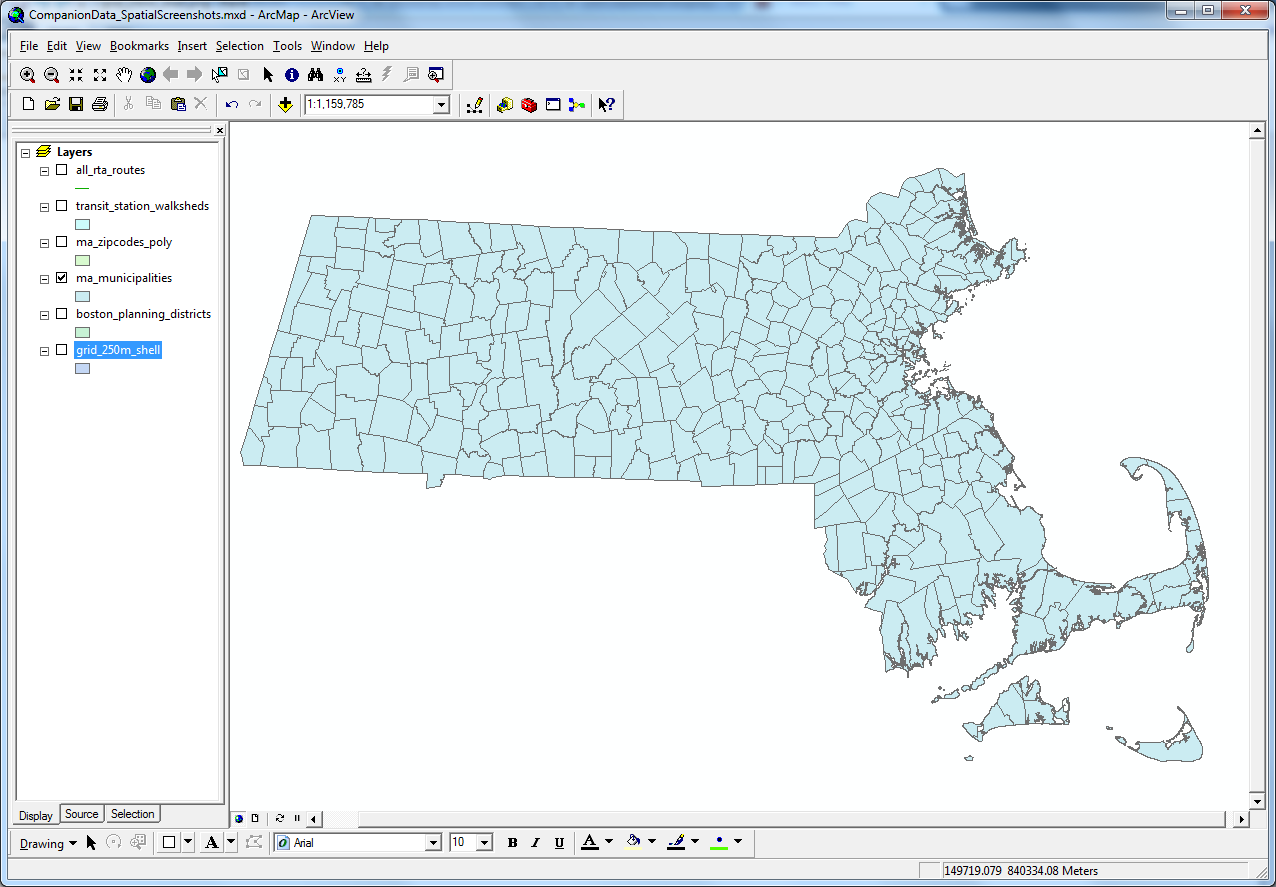 CompanionData_SpatialScreenshots.mxd - ArcMap - ArcView
File Edit View Bookmarks Insert Selection Tools Window Help
1:1,159,785
Layers
all_rta_routes
transit_station_walksheds
ma_zipcodes_poly
ma_municipalities
boston_planning_districts
grid_250m_shell
Display Source Selection
Drawing A Arial 10 B I U A
149719.079 840334.08 Meters